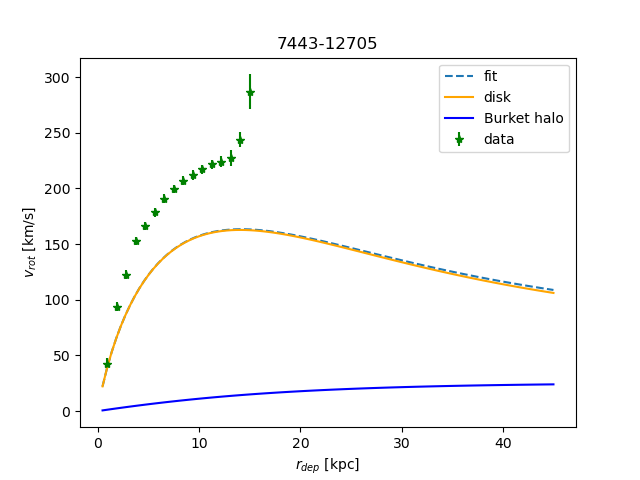 7443-12705
fit
disk
Burket halo
data
300
250
200
150
100
50
0
v_rot [km/s]
0 10 20 30 40
r_dep [kpc]